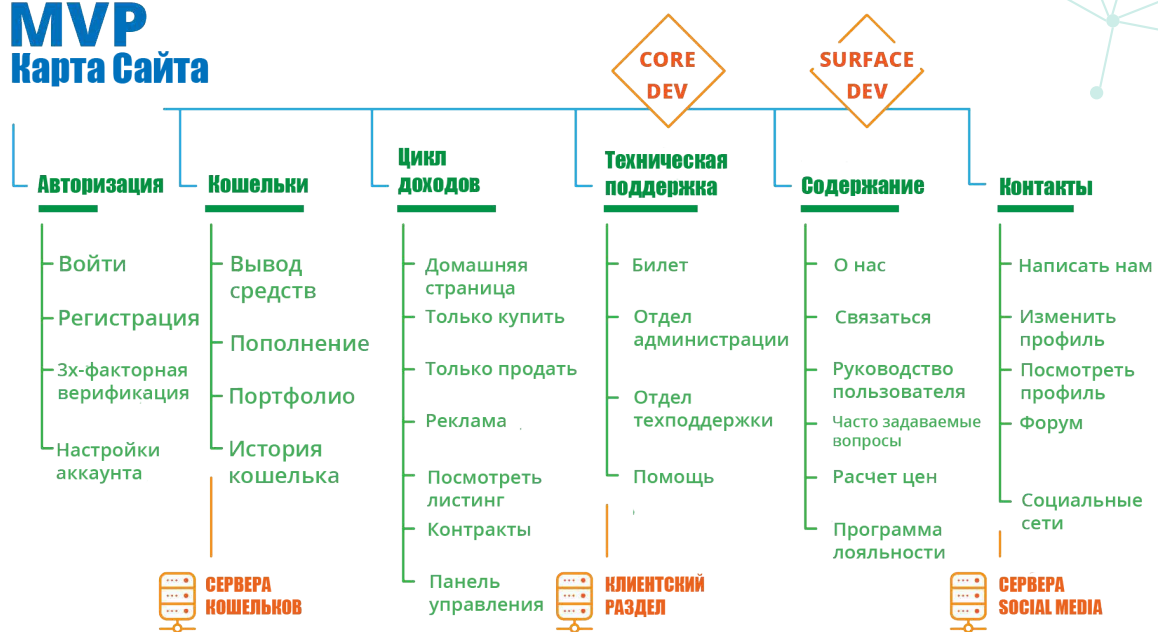 MVP
Карта Сайта
CORE
DEV
SURFACE
DEV
Авторизация
Войти
Регистрация
3х-факторная
верификация
Настройки
аккаунта
Кошельки
Вывод
средств
Пополнение
Портфолио
История
кошелька
СЕРВЕРА
КОШЕЛЬКОВ
Цикл
доходов
Домашняя
страница
Только купить
Только продать
Реклама
Посмотреть
листинг
Контракты
Панель
управления
Техническая
поддержка
Билет
Отдел
администрации
Отдел
техподдержки
Помощь
КЛИЕНТСКИЙ
РАЗДЕЛ
Содержание
О нас
Связаться
Руководство
пользователя
Часто задаваемые
вопросы
Расчет цен
Программа
лояльности
Контакты
Написать нам
Изменить
профиль
Посмотреть
профиль
Форум
Социальные
сети
СЕРВЕРА
SOCIAL MEDIA